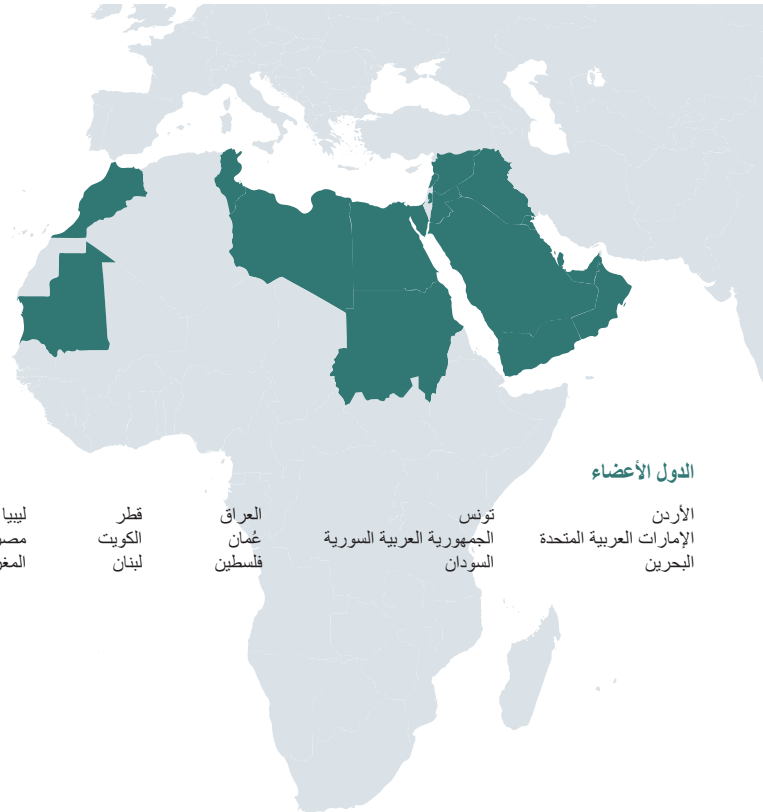 الدول الأعضاء
الأردن
الإمارات العربية المتحدة
البحرين
تونس
الجمهورية العربية السورية
السودان
العراق
عُمان
فلسطين
قطر
الكويت
لبنان
ليبيا
مصر